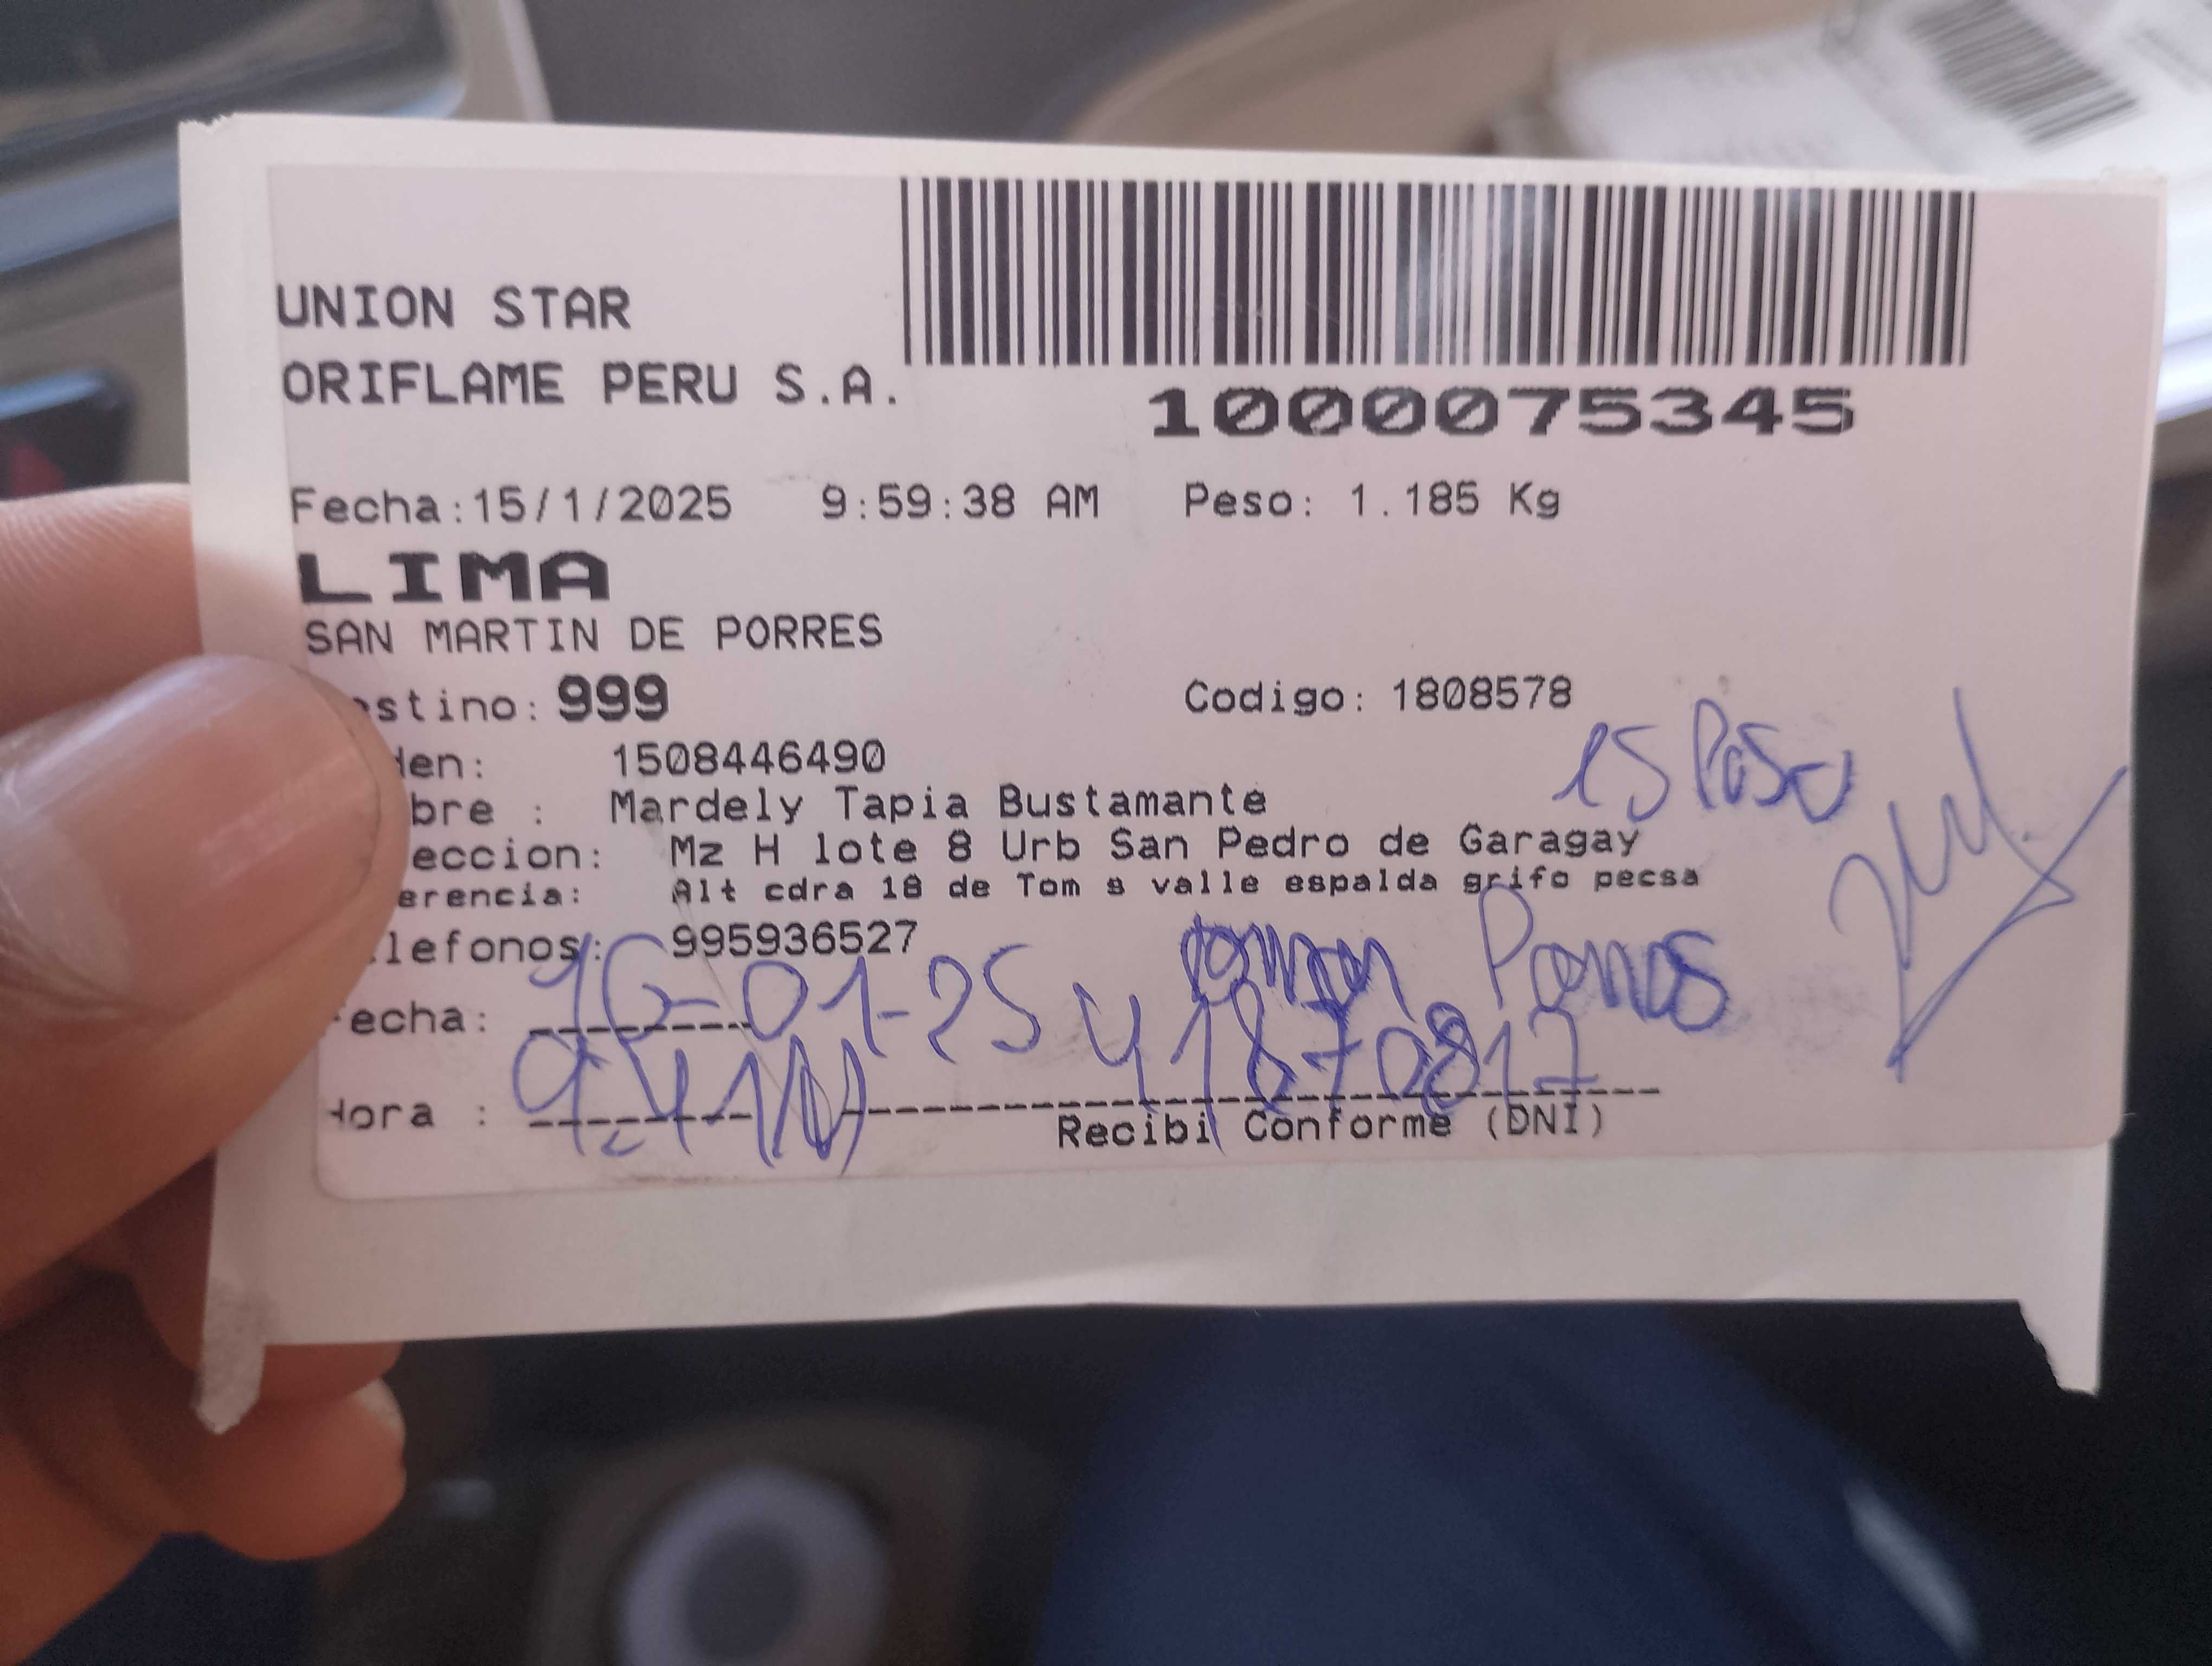 UNION STAR
ORIFLAME PERU S.A.
1000075345
Fecha:15/1/2025 9:59:38 AM Peso: 1.185 Kg
LIMA
SAN MARTIN DE PORRES
estino: 999 Codigo: 1808578
den: 1508446490
esposo
bre : Mardely Tapia Bustamante
eccion: Mz H lote 8 Urb San Pedro de Garagay
erencia: Alt cdra 18 de Tom s valle espalda grifo pecsa
lefonos: 995936527
echa: 16-01-25 41870817
Hora :
Recibi Conforme (DNI)